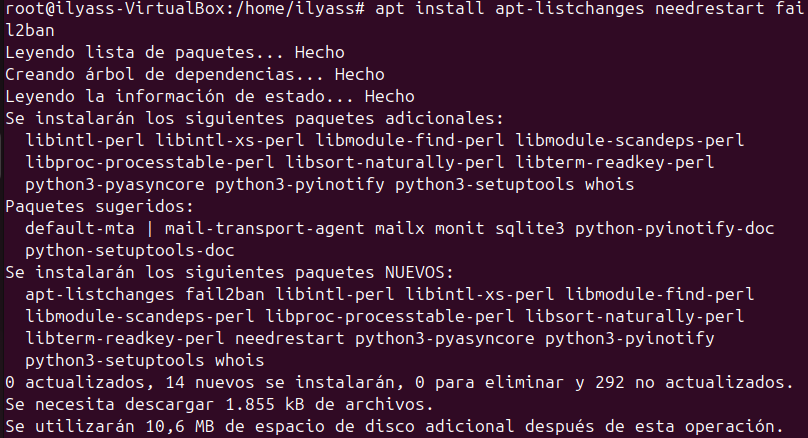 root@ilyass-VirtualBox:/home/ilyass# apt install apt-listchanges needrestart fai
l2ban
Leyendo lista de paquetes... Hecho
Creando árbol de dependencias... Hecho
Leyendo la información de estado... Hecho
Se instalarán los siguientes paquetes adicionales:
  libintl-perl libintl-xs-perl libmodule-find-perl libmodule-scandeps-perl
  libproc-processtable-perl libsort-naturally-perl libterm-readkey-perl
  python3-pyasyncore python3-pyinotify python3-setuptools whois
Paquetes sugeridos:
  default-mta | mail-transport-agent mailx monit sqlite3 python-pyinotify-doc
  python-setuptools-doc
Se instalarán los siguientes paquetes NUEVOS:
  apt-listchanges fail2ban libintl-perl libintl-xs-perl libmodule-find-perl
  libmodule-scandeps-perl libproc-processtable-perl libsort-naturally-perl
  libterm-readkey-perl needrestart python3-pyasyncore python3-pyinotify
  python3-setuptools whois
0 actualizados, 14 nuevos se instalarán, 0 para eliminar y 292 no actualizados.
Se necesita descargar 1.855 kB de archivos.
Se utilizarán 10,6 MB de espacio de disco adicional después de esta operación.